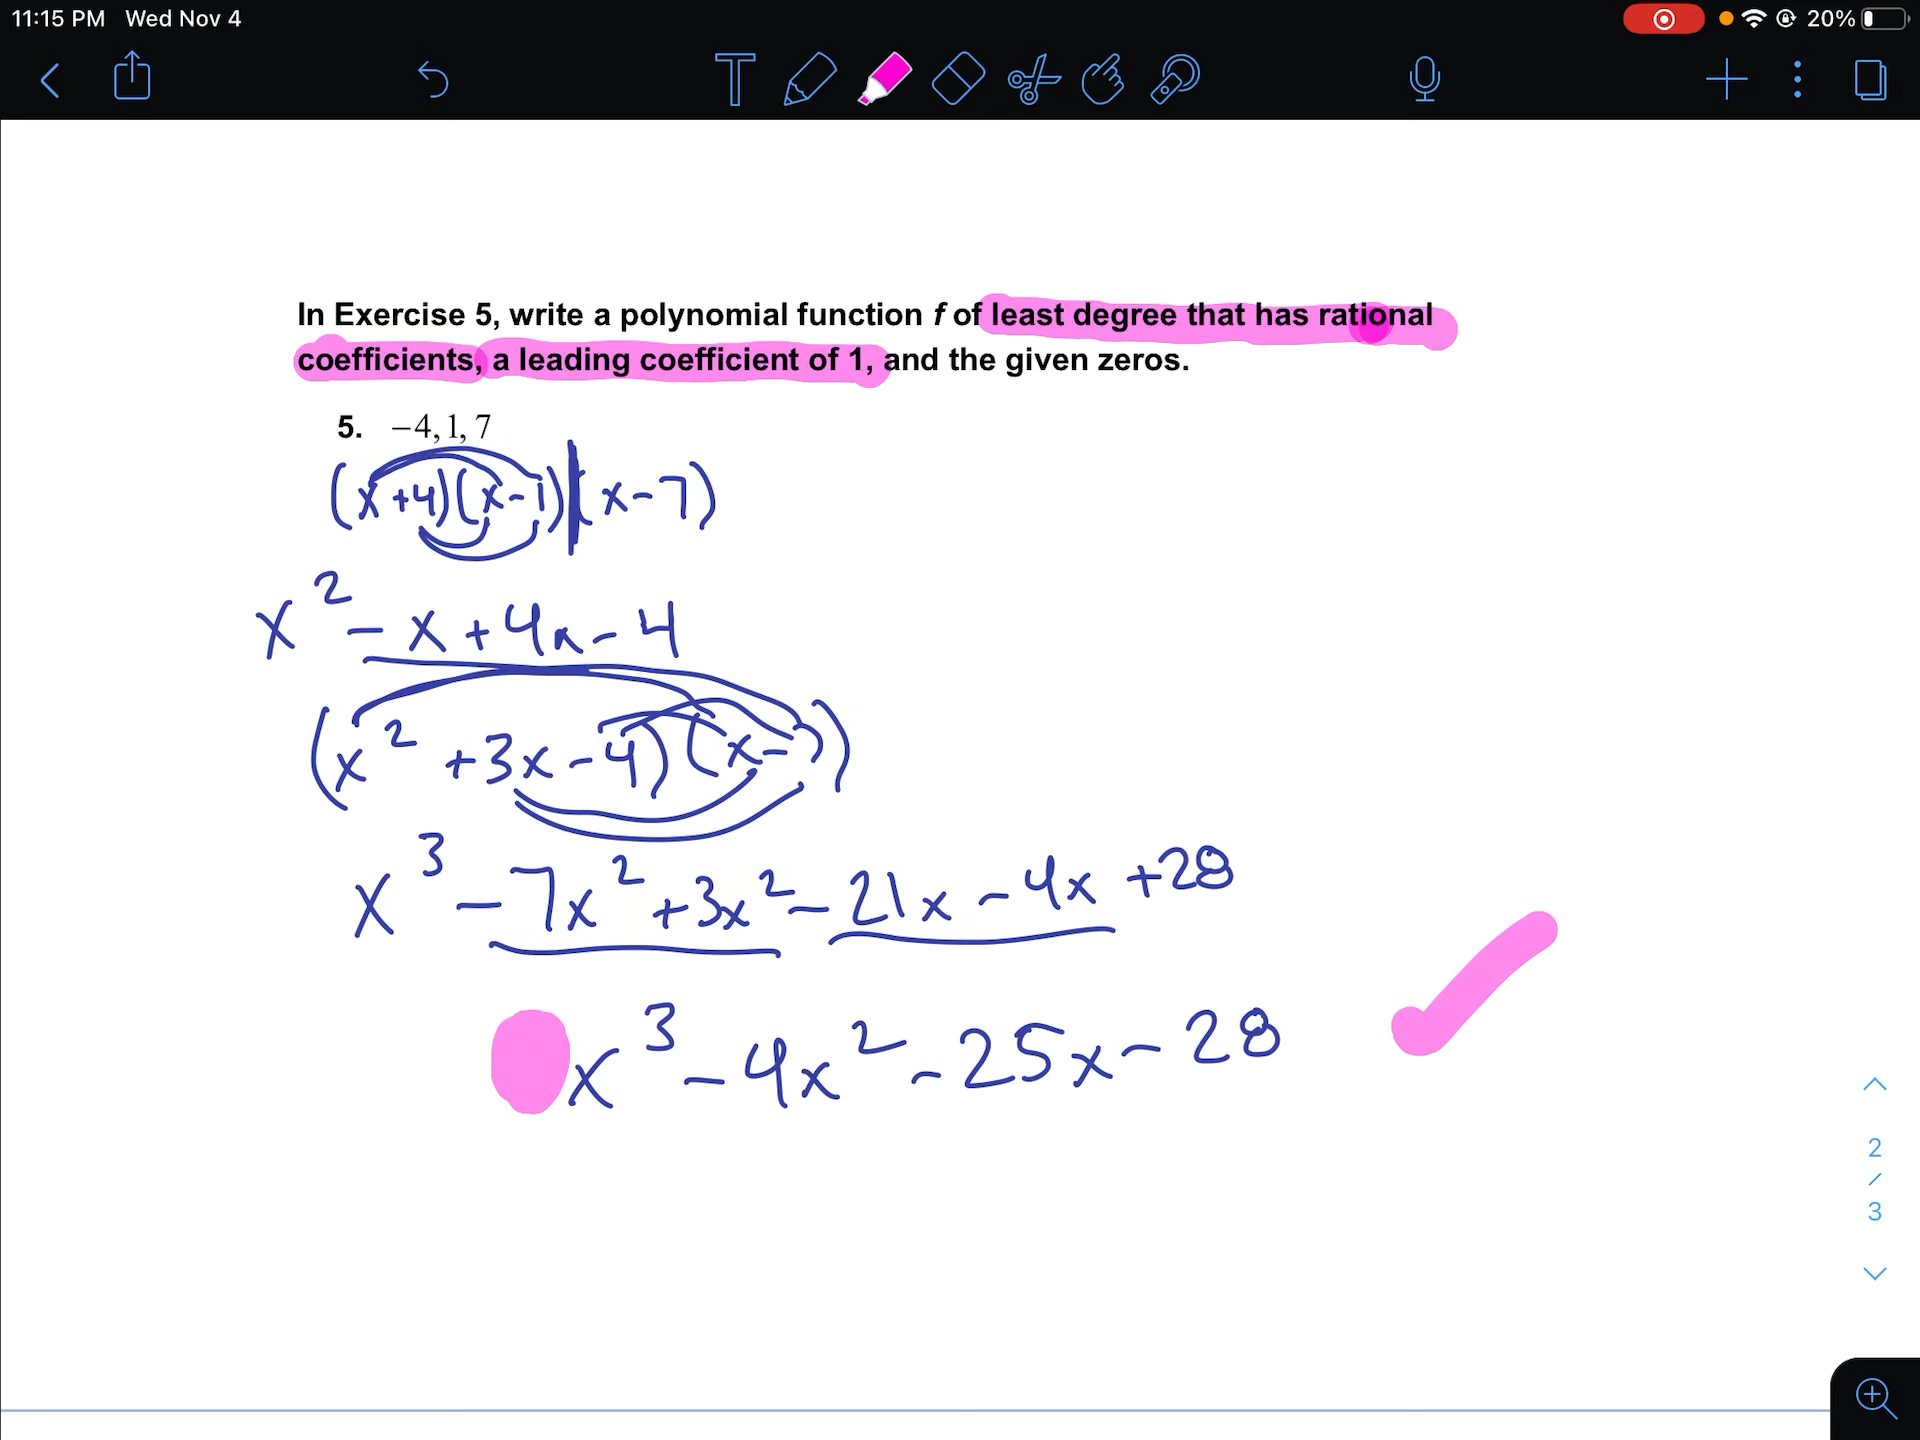 11:15 PM Wed Nov 4 20%
T
In Exercise 5, write a polynomial function f of least degree that has rational
coefficients, a leading coefficient of 1, and the given zeros.
5. −4, 1, 7
(x+4)(x-1)|(x-7)
x² - x + 4x - 4
(x² + 3x - 4)(x-7)
x³ - 7x² + 3x² - 21x - 4x + 28
x³ - 4x² - 25x - 28
2
/
3